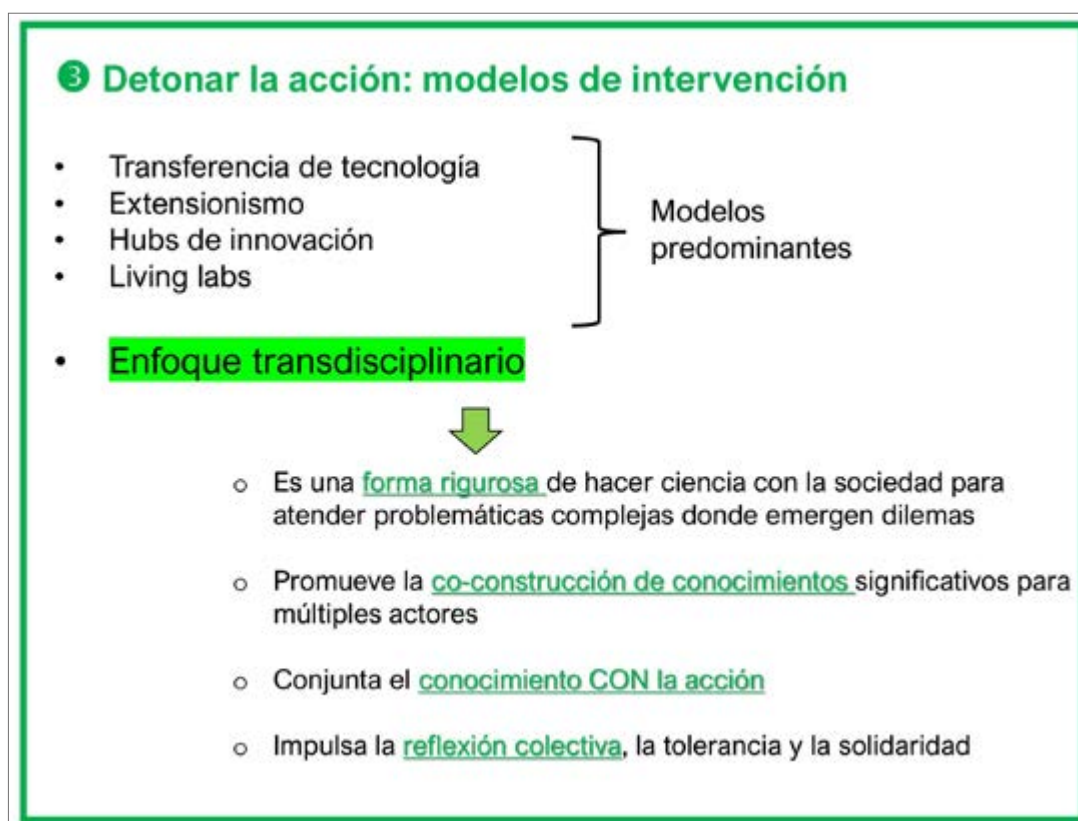 ❸ Detonar la acción: modelos de intervención
• Transferencia de tecnología
• Extensionismo
• Hubs de innovación
• Living labs
Modelos
predominantes
• Enfoque transdisciplinario
o Es una forma rigurosa de hacer ciencia con la sociedad para
atender problemáticas complejas donde emergen dilemas
o Promueve la co-construcción de conocimientos significativos para
múltiples actores
o Conjunta el conocimiento CON la acción
o Impulsa la reflexión colectiva, la tolerancia y la solidaridad